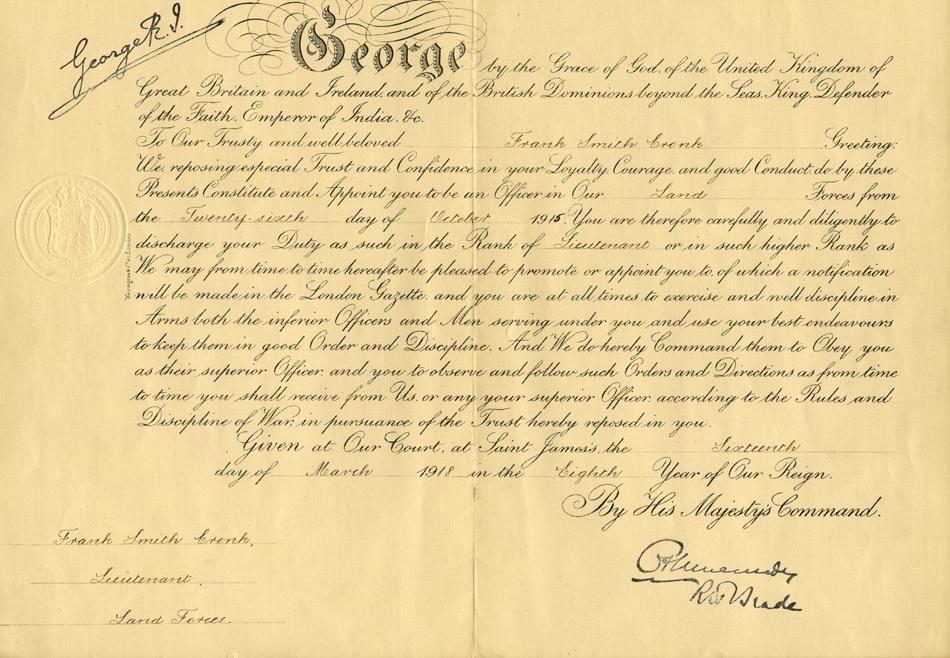 George R.I.
George by the Grace of God, of the United Kingdom of
Great Britain and Ireland, and of the British Dominions beyond the Seas, King, Defender
of the Faith, Emperor of India, &c.
To Our Trusty and well beloved Frank Smith Cronk Greeting;
We, reposing especial Trust and Confidence in your Loyalty, Courage, and good Conduct, do by these
Presents Constitute and Appoint you to be an Officer in Our Land Forces from
the Twenty-sixth day of October 1915 You are therefore carefully and diligently to
discharge your Duty as such in the Rank of Lieutenant or in such higher Rank as
We may from time to time hereafter be pleased to promote or appoint you to, of which a notification
will be made in the London Gazette, and you are at all times to exercise and well discipline in
Arms both the inferior Officers and Men serving under you and use your best endeavours
to keep them in good Order and Discipline. And We do hereby Command them to Obey you
as their superior Officer, and you to observe and follow such Orders and Directions as from time
to time you shall receive from Us, or any your superior Officer, according to the Rules and
Discipline of War, in pursuance of the Trust hereby reposed in you.
Given at Our Court, at Saint James's, the Sixteenth
day of March 1918 in the Eighth Year of Our Reign.
By His Majesty's Command.
Frank Smith Cronk,
Lieutenant,
Land Forces.